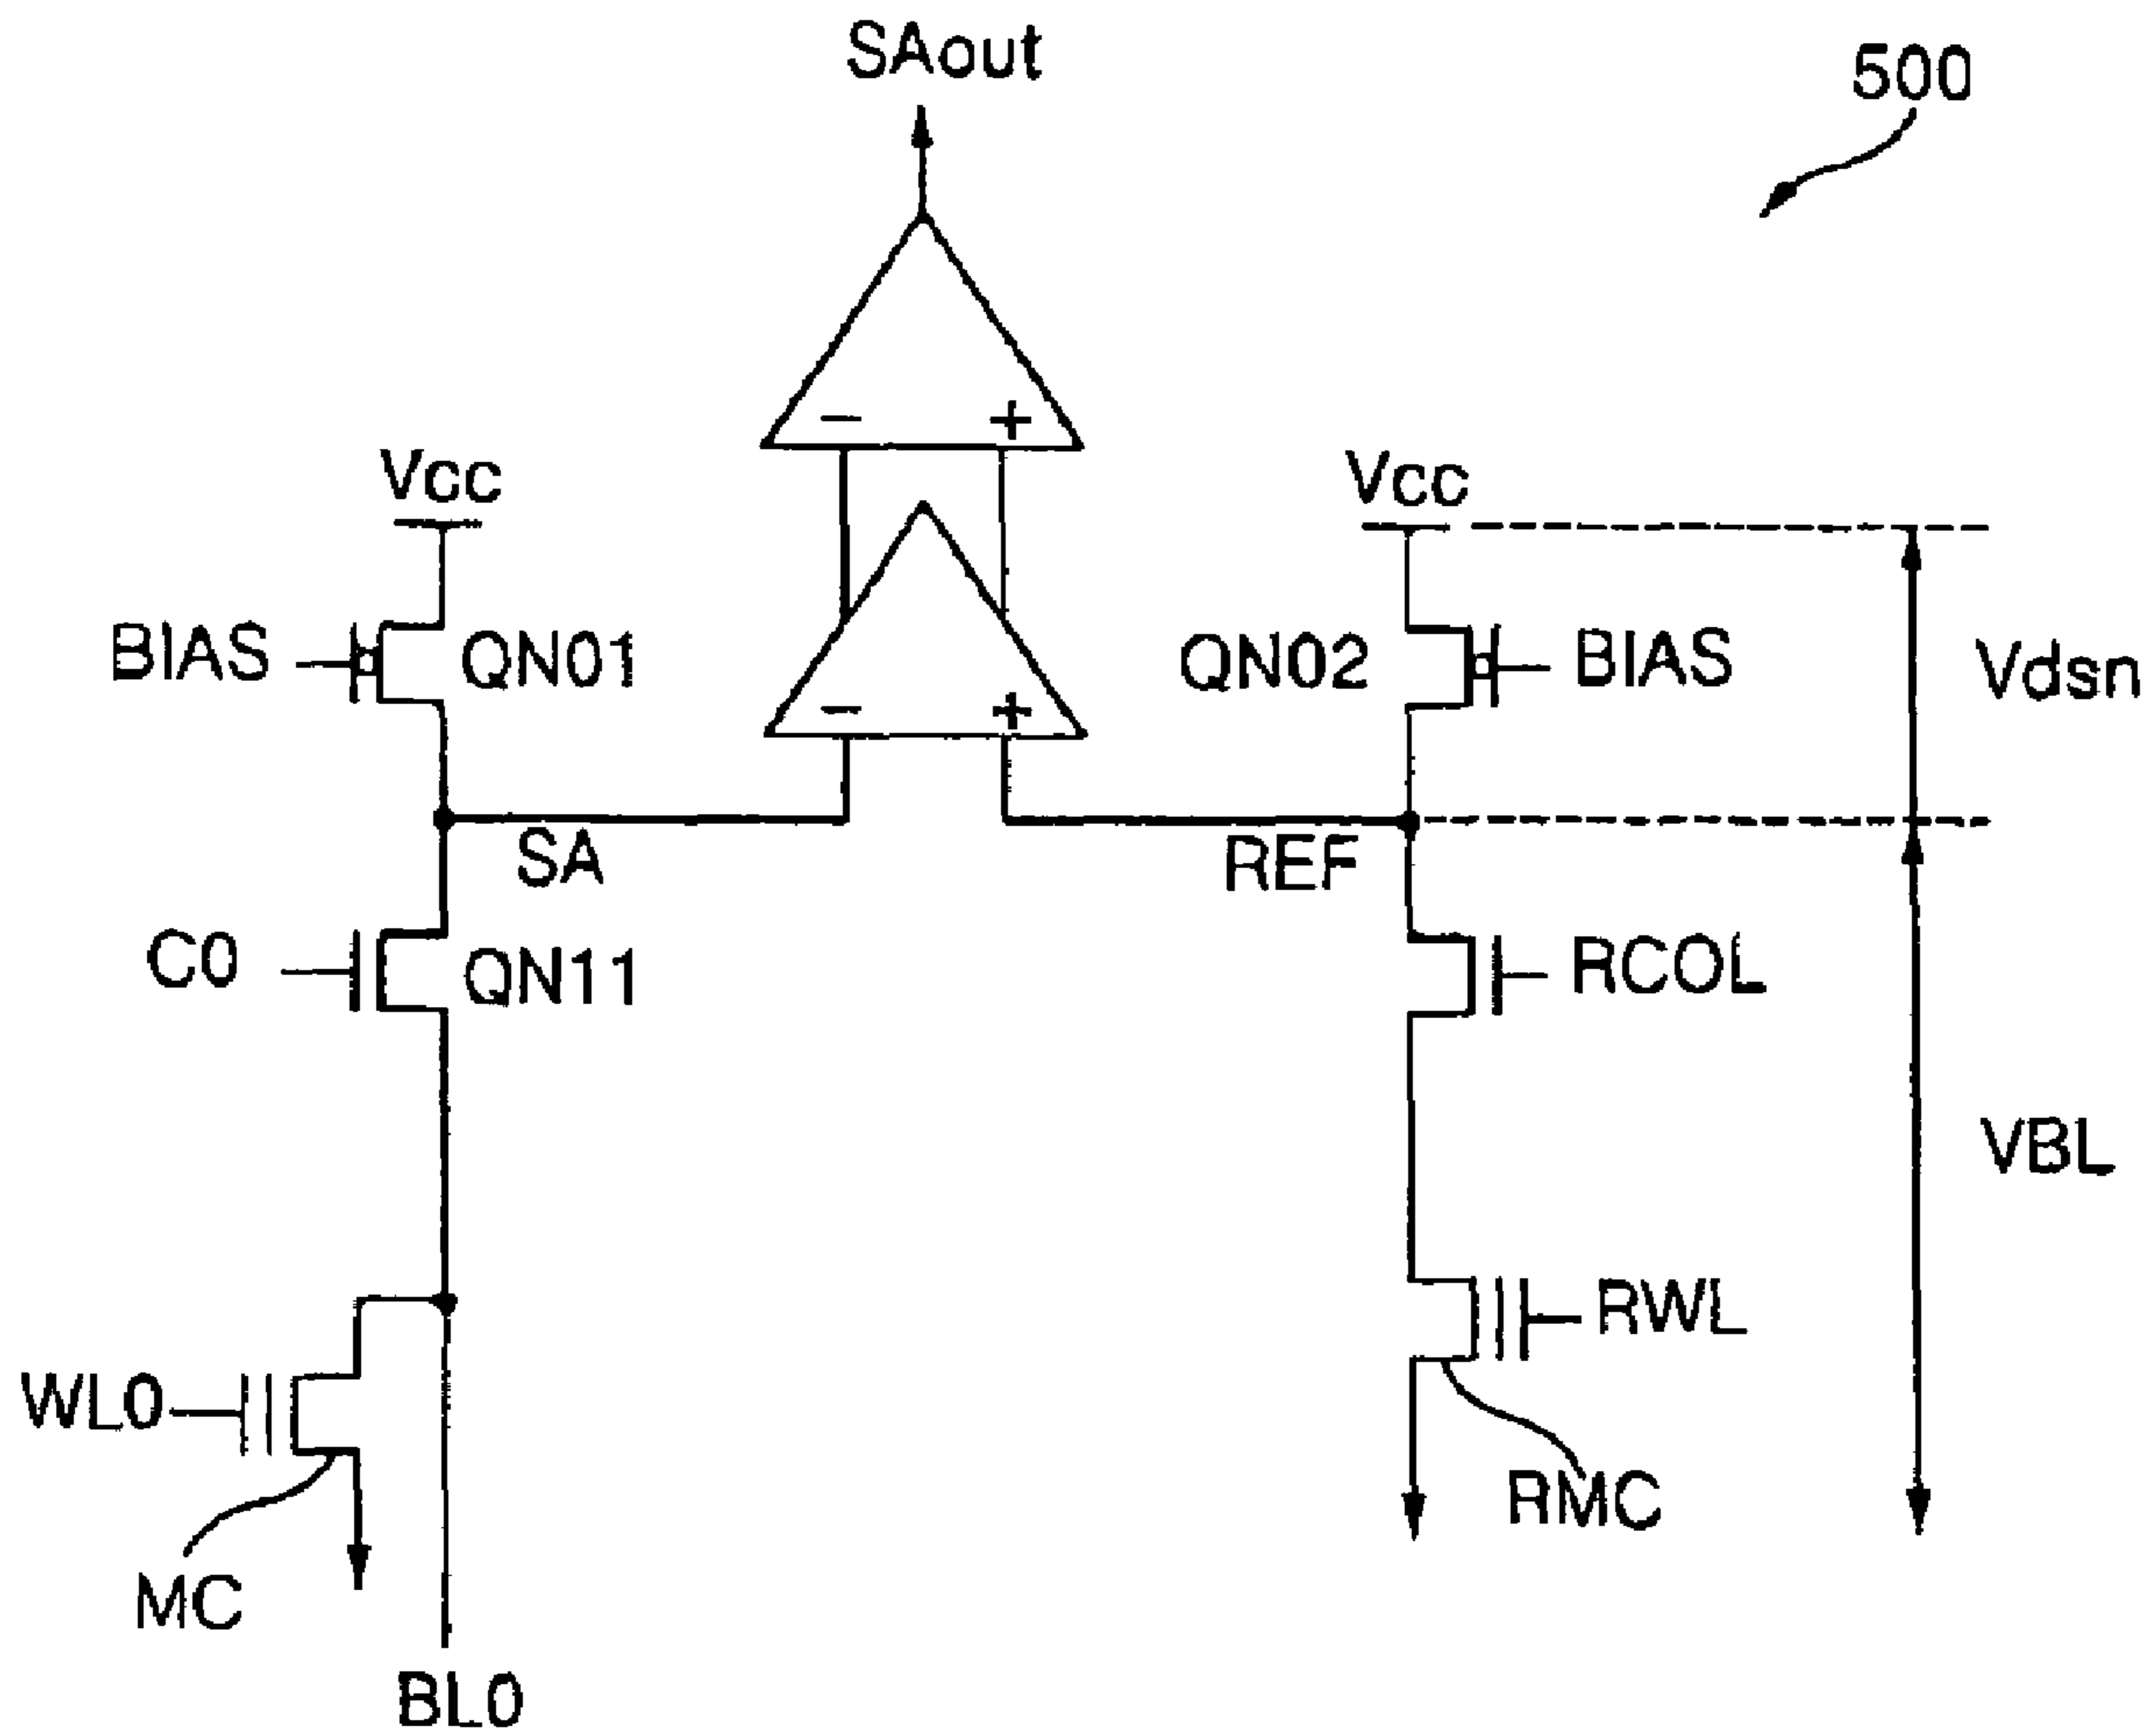 SAout
500
−
+
Vcc
Vcc
BIAS
QN01
QN02
BIAS
Vdsn
−
+
SA
REF
C0
QN11
RCOL
VBL
RWL
WL0
RMC
MC
BL0